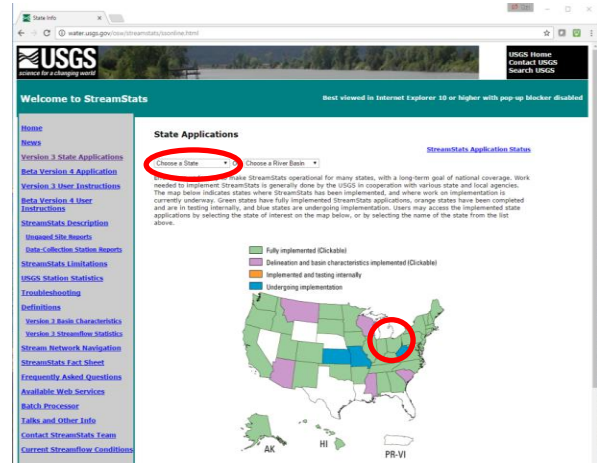 State Info
water.usgs.gov/osw/streamstats/ssonline.html
USGS
science for a changing world
USGS Home
Contact USGS
Search USGS
Welcome to StreamStats
Best viewed in Internet Explorer 10 or higher with pop-up blocker disabled
Home
News
Version 3 State Applications
Beta Version 4 Application
Version 3 User Instructions
Beta Version 4 User
Instructions
StreamStats Description
Ungaged Site Reports
Data-Collection Station Reports
StreamStats Limitations
USGS Station Statistics
Troubleshooting
Definitions
Version 3 Basin Characteristics
Version 3 Streamflow Statistics
Stream Network Navigation
StreamStats Fact Sheet
Frequently Asked Questions
Available Web Services
Batch Processor
Talks and Other Info
Contact StreamStats Team
Current Streamflow Conditions
State Applications
StreamStats Application Status
Choose a State
Choose a River Basin
make StreamStats operational for many states, with a long-term goal of national coverage. Work
needed to implement StreamStats is generally done by the USGS in cooperation with various state and local agencies.
The map below indicates states where StreamStats has been implemented, and where work on implementation is
currently underway. Green states have fully implemented StreamStats applications, orange states have been completed
and are in testing internally, and blue states are undergoing implementation. Users may access the implemented state
applications by selecting the state of interest on the map below, or by selecting the name of the state from the list
above.
Fully implemented (Clickable)
Delineation and basin characteristics implemented (Clickable)
Implemented and testing internally
Undergoing implementation
AK
HI
PR-VI